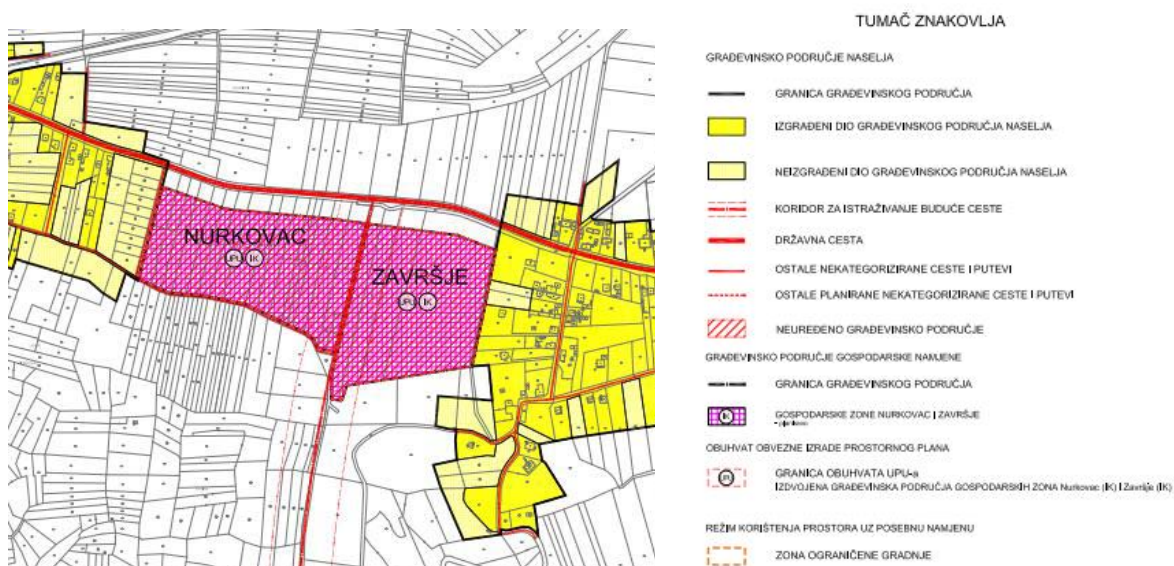 NURKOVAC
UPU IK
ZAVRŠJE
UPU IK
TUMAČ ZNAKOVLJA
GRAĐEVINSKO PODRUČJE NASELJA
GRANICA GRAĐEVINSKOG PODRUČJA
IZGRAĐENI DIO GRAĐEVINSKOG PODRUČJA NASELJA
NEIZGRAĐENI DIO GRAĐEVINSKOG PODRUČJA NASELJA
KORIDOR ZA ISTRAŽIVANJE BUDUĆE CESTE
DRŽAVNA CESTA
OSTALE NEKATEGORIZIRANE CESTE I PUTEVI
OSTALE PLANIRANE NEKATEGORIZIRANE CESTE I PUTEVI
NEUREĐENO GRAĐEVINSKO PODRUČJE
GRAĐEVINSKO PODRUČJE GOSPODARSKE NAMJENE
GRANICA GRAĐEVINSKOG PODRUČJA
IK GOSPODARSKE ZONE NURKOVAC I ZAVRŠJE
- planirano
OBUHVAT OBVEZNE IZRADE PROSTORNOG PLANA
UPU GRANICA OBUHVATA UPU-a
IZDVOJENA GRAĐEVINSKA PODRUČJA GOSPODARSKIH ZONA Nurkovac (IK) I Završje (IK)
REŽIM KORIŠTENJA PROSTORA UZ POSEBNU NAMJENU
ZONA OGRANIČENE GRADNJE